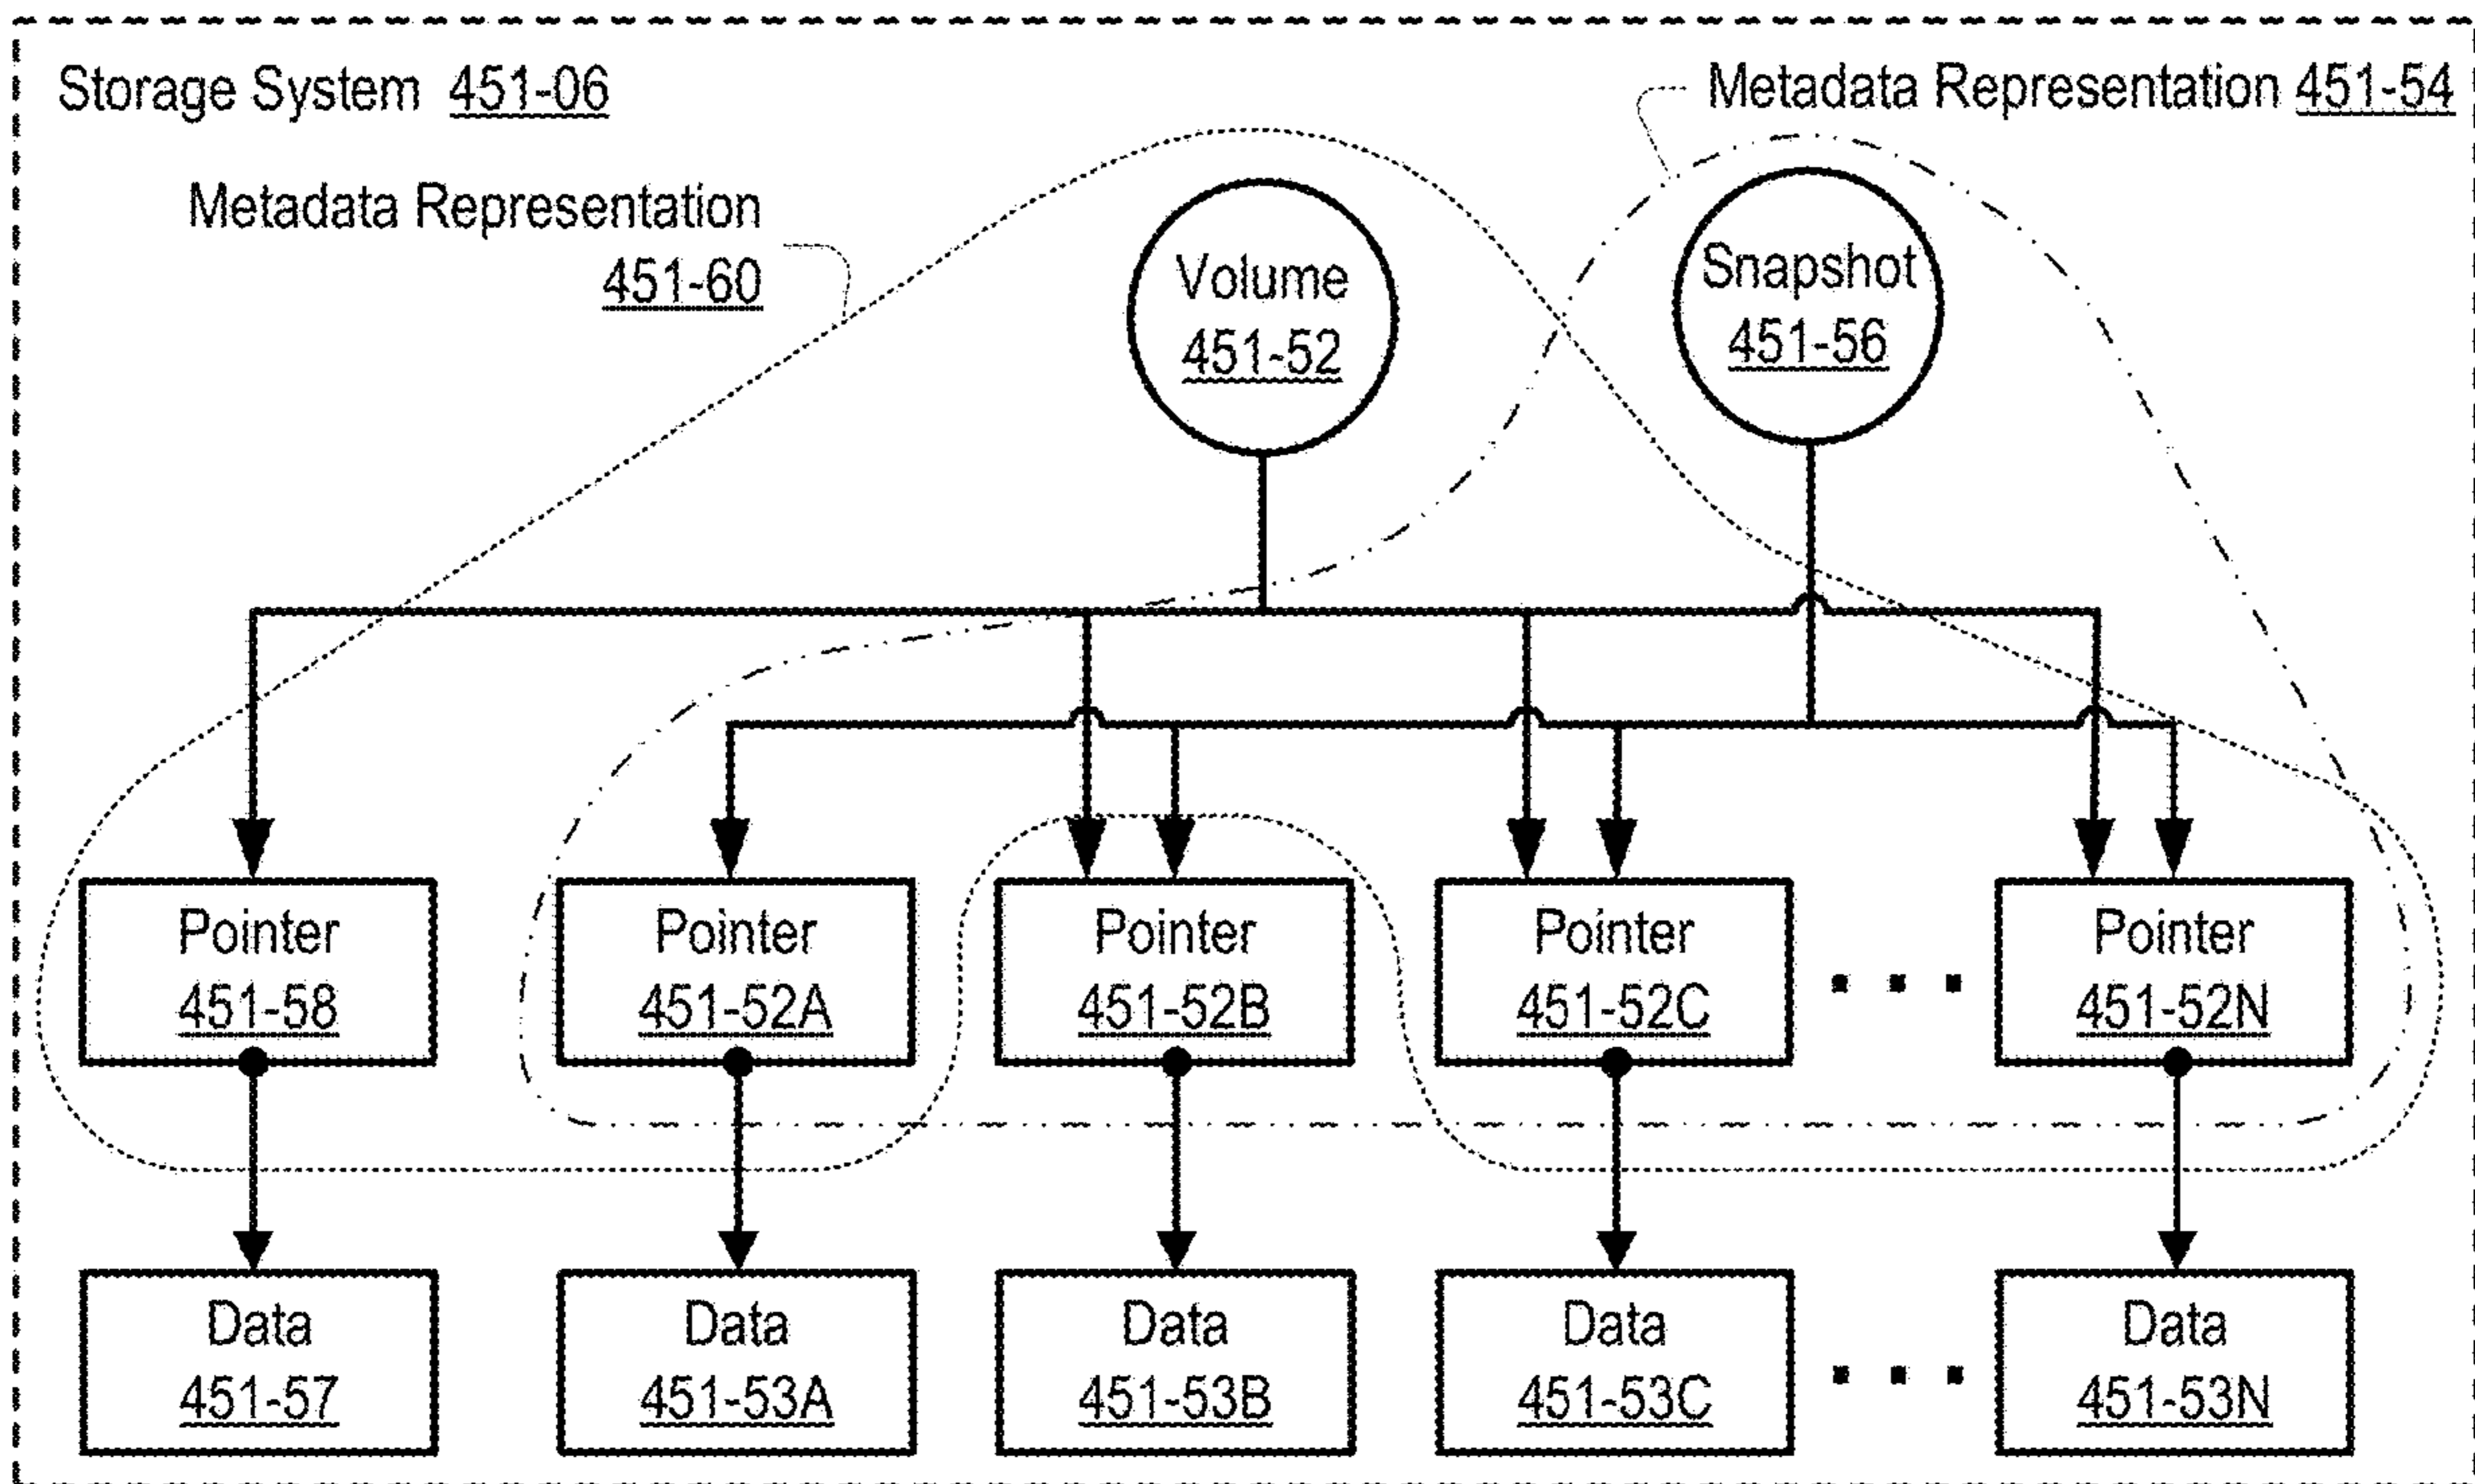 Storage System 451-06
Metadata Representation 451-54
Metadata Representation
451-60
Volume
451-52
Snapshot
451-56
Pointer
451-58
Pointer
451-52A
Pointer
451-52B
Pointer
451-52C
. . .
Pointer
451-52N
Data
451-57
Data
451-53A
Data
451-53B
Data
451-53C
. . .
Data
451-53N